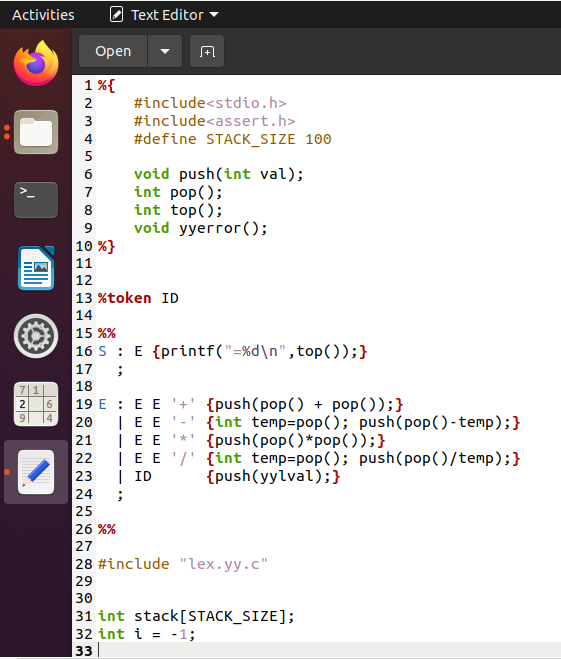 Activities Text Editor
Open
1 %{
2     #include<stdio.h>
3     #include<assert.h>
4     #define STACK_SIZE 100
5
6     void push(int val);
7     int pop();
8     int top();
9     void yyerror();
10 %}
11
12
13 %token ID
14
15 %%
16 S : E {printf("=%d\n",top());}
17   ;
18
19 E : E E '+' {push(pop() + pop());}
20   | E E '-' {int temp=pop(); push(pop()-temp);}
21   | E E '*' {push(pop()*pop());}
22   | E E '/' {int temp=pop(); push(pop()/temp);}
23   | ID      {push(yylval);}
24   ;
25
26 %%
27
28 #include "lex.yy.c"
29
30
31 int stack[STACK_SIZE];
32 int i = -1;
33
>_
7 1
2 6
9 4